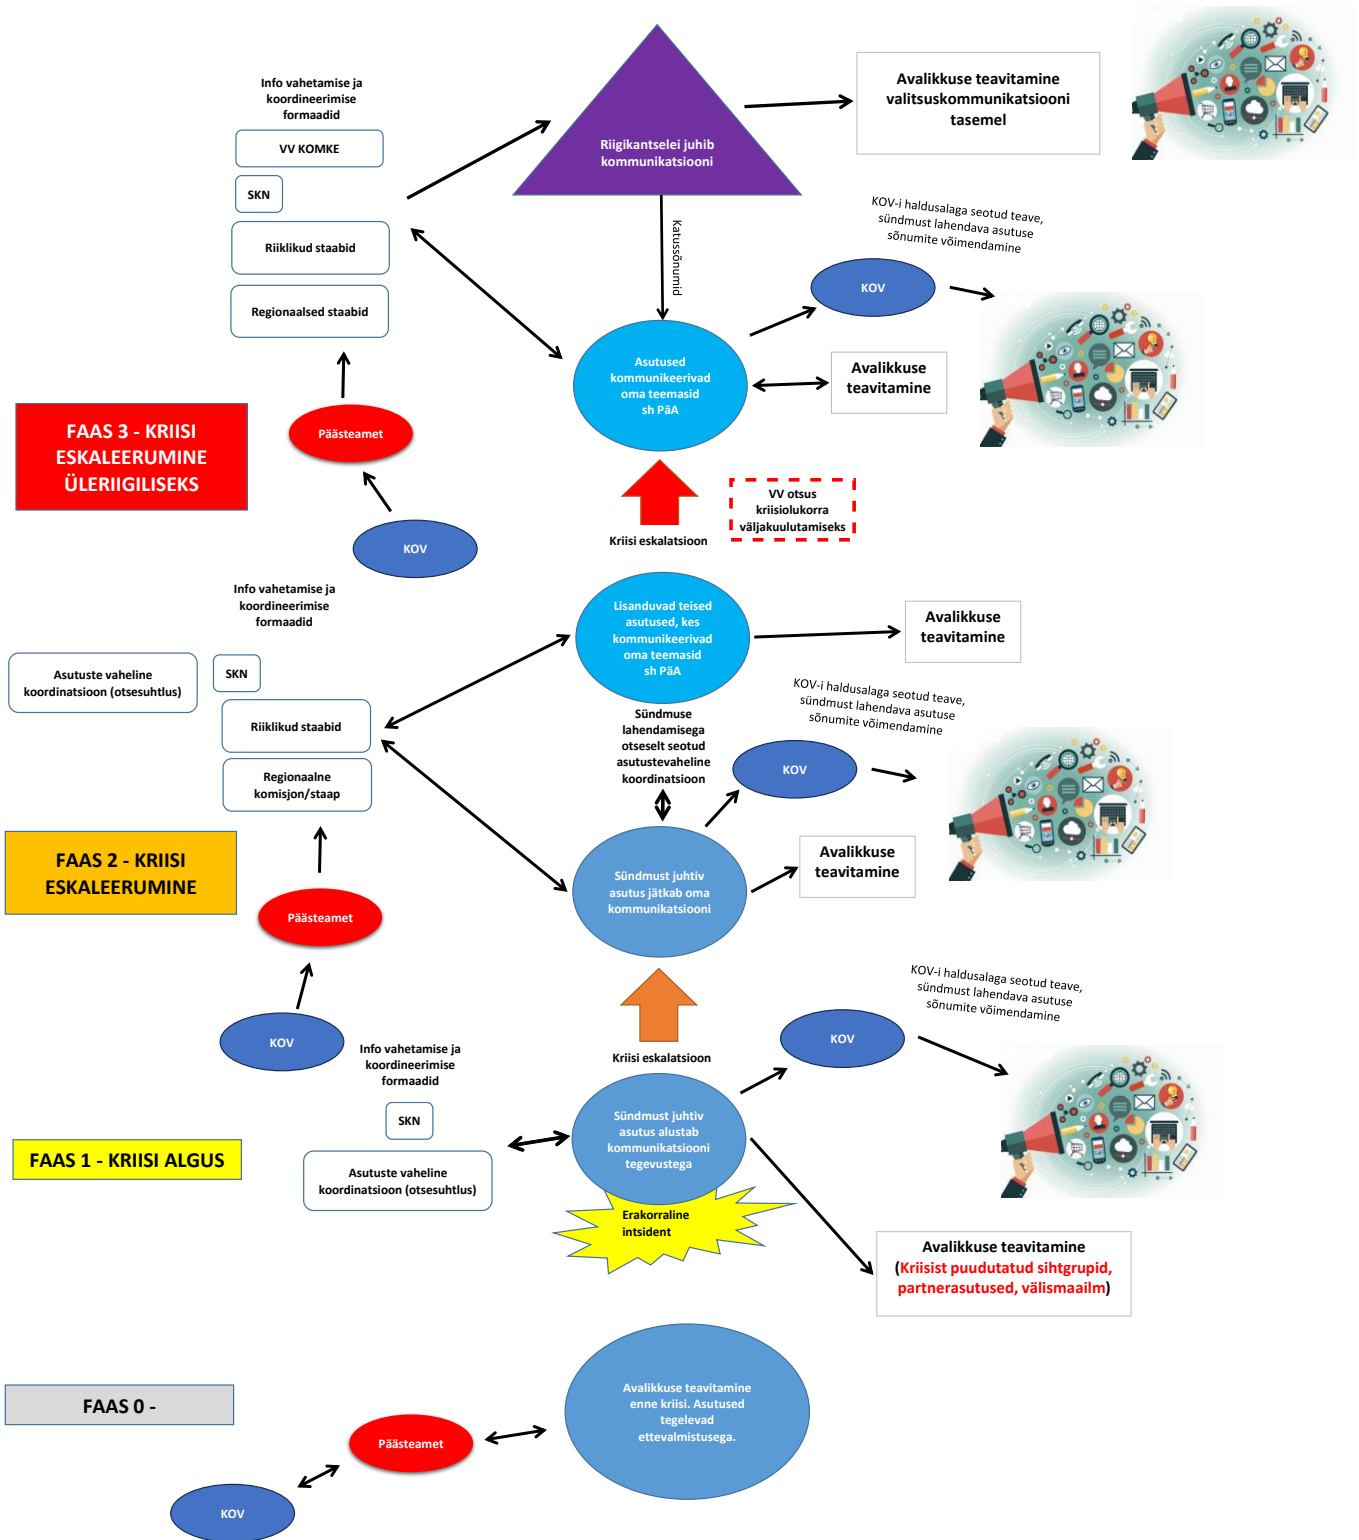 Info vahetamise ja
koordineerimise
formaadid
VV KOMKE
SKN
Riiklikud staabid
Regionaalsed staabid
Riigikantselei juhib
kommunikatsiooni
Avalikkuse teavitamine
valitsuskommunikatsiooni
tasemel
Katussõnumid
KOV-i haldusalaga seotud teave,
sündmust lahendava asutuse
sõnumite võimendamine
KOV
Asutused
kommunikeerivad
oma teemasid
sh PäA
Avalikkuse
teavitamine
FAAS 3 - KRIISI
ESKALEERUMINE
ÜLERIIGILISEKS
Päästeamet
KOV
Kriisi eskalatsioon
VV otsus
kriisiolukorra
väljakuulutamiseks
Info vahetamise ja
koordineerimise
formaadid
Asutuste vaheline
koordinatsioon (otsesuhtlus)
SKN
Riiklikud staabid
Regionaalne
komisjon/staap
Lisanduvad teised
asutused, kes
kommunikeerivad
oma teemasid
sh PäA
Avalikkuse
teavitamine
Sündmuse
lahendamisega
otseselt seotud
asutustevaheline
koordinatsioon
KOV-i haldusalaga seotud teave,
sündmust lahendava asutuse
sõnumite võimendamine
KOV
FAAS 2 - KRIISI
ESKALEERUMINE
Päästeamet
KOV
Sündmust juhtiv
asutus jätkab oma
kommunikatsiooni
Avalikkuse
teavitamine
Kriisi eskalatsioon
KOV-i haldusalaga seotud teave,
sündmust lahendava asutuse
sõnumite võimendamine
KOV
Info vahetamise ja
koordineerimise
formaadid
SKN
Asutuste vaheline
koordinatsioon (otsesuhtlus)
FAAS 1 - KRIISI ALGUS
Sündmust juhtiv
asutus alustab
kommunikatsiooni
tegevustega
Erakorraline
intsident
Avalikkuse teavitamine
(Kriisist puudutatud sihtgrupid,
partnerasutused, välismaailm)
FAAS 0 -
Avalikkuse teavitamine
enne kriisi. Asutused
tegelevad
ettevalmistusega.
Päästeamet
KOV